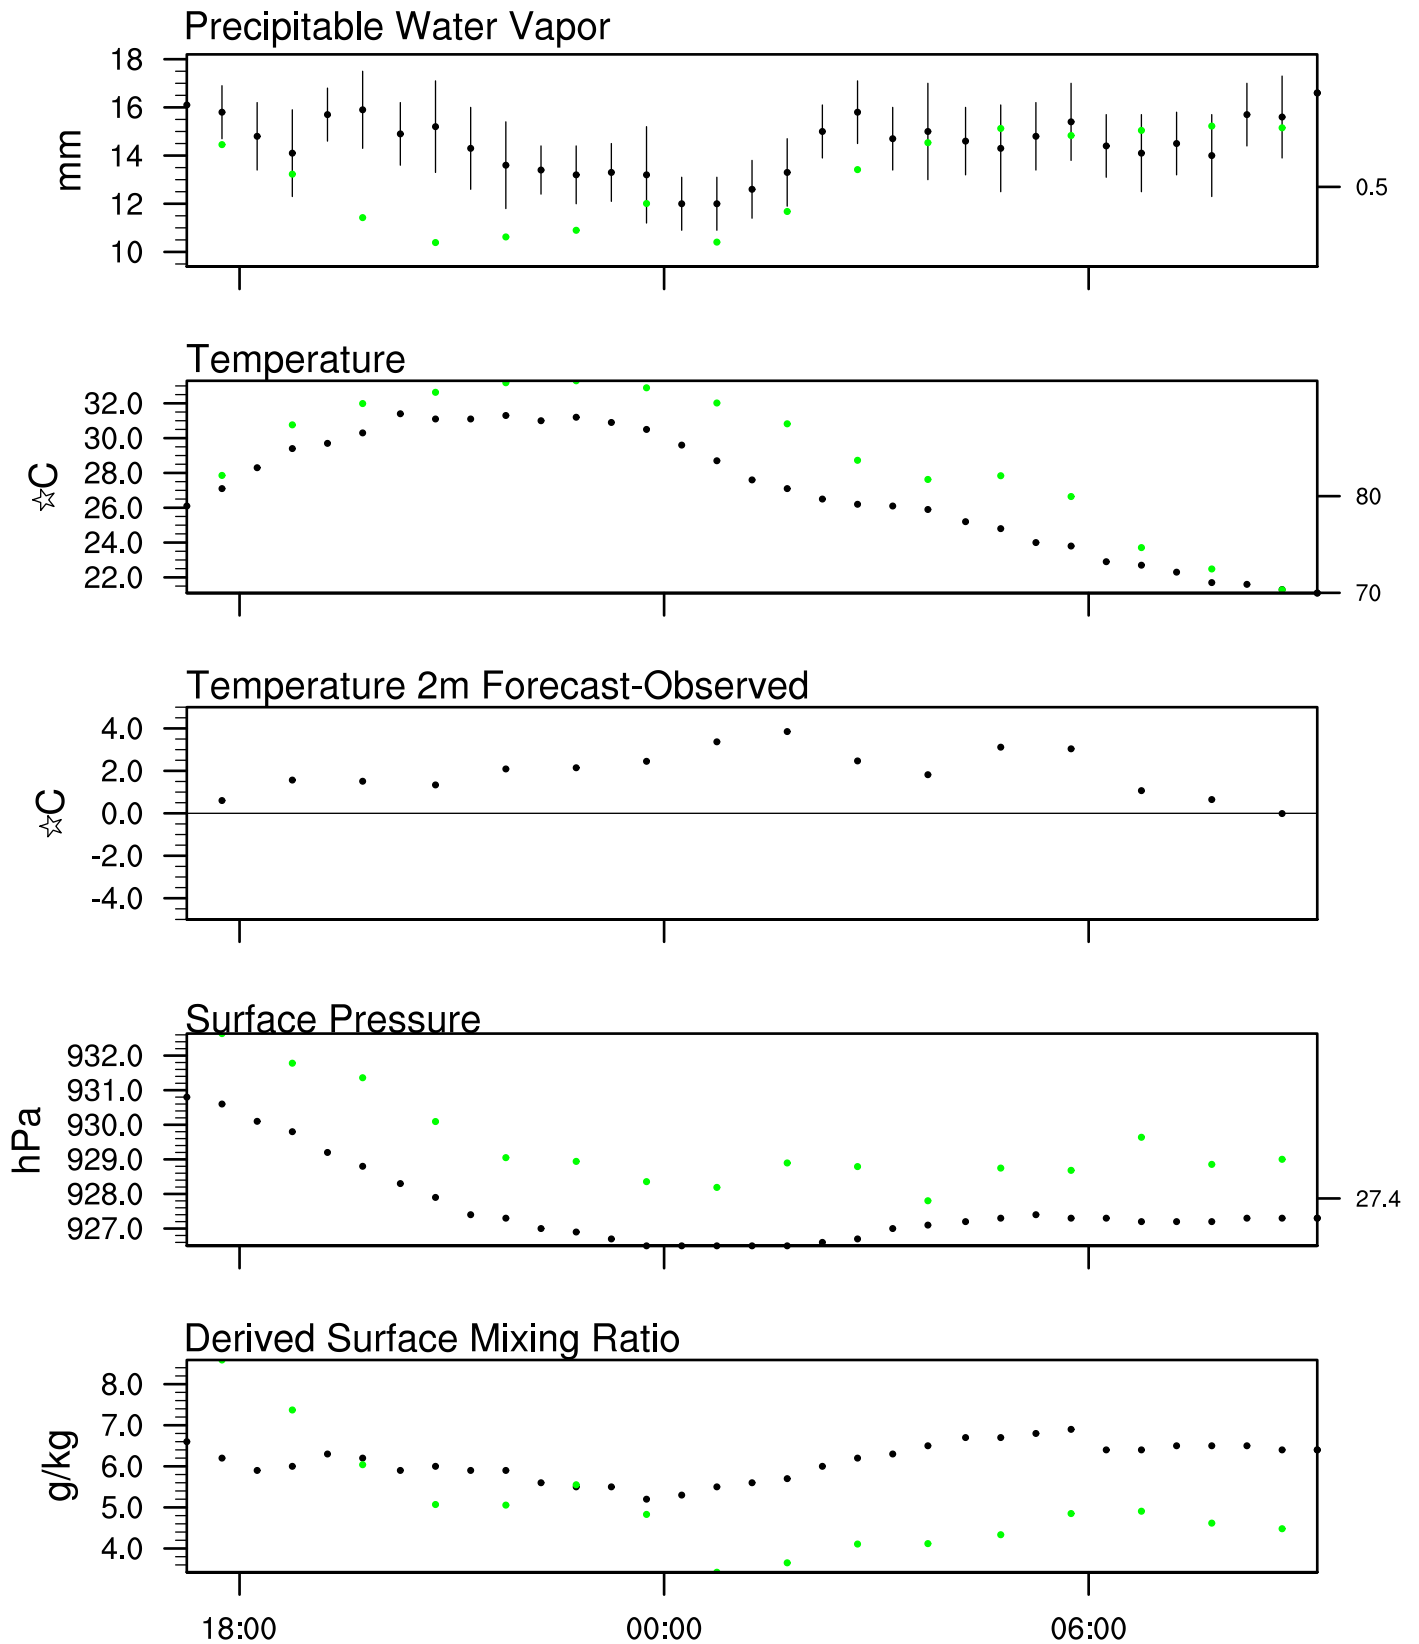 Precipitable Water Vapor
18
16
14
12
10
mm
0.5
Temperature
32.0
30.0
28.0
26.0
24.0
22.0
☆C
80
70
Temperature 2m Forecast-Observed
4.0
2.0
0.0
-2.0
-4.0
☆C
Surface Pressure
932.0
931.0
930.0
929.0
928.0
927.0
hPa
27.4
Derived Surface Mixing Ratio
8.0
7.0
6.0
5.0
4.0
g/kg
18:00 00:00 06:00